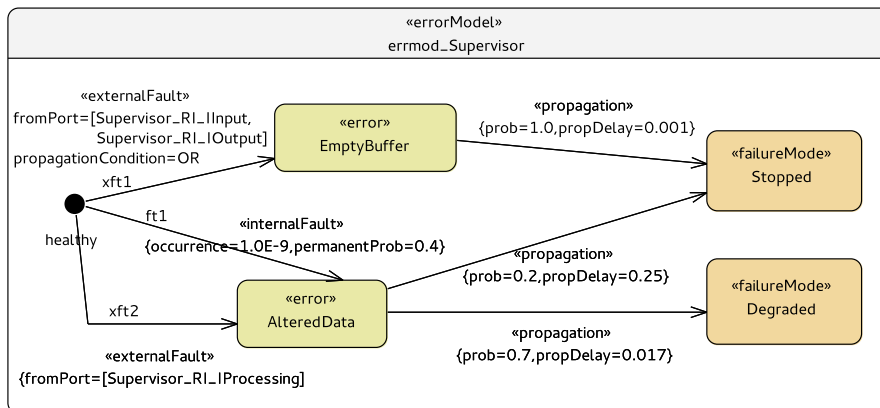 «errorModel»
errmod_Supervisor
«externalFault»
fromPort=[Supervisor_RI_IInput,
Supervisor_RI_IOutput]
propagationCondition=OR
xft1
«error»
EmptyBuffer
«propagation»
{prob=1.0,propDelay=0.001}
«failureMode»
Stopped
healthy
ft1
«internalFault»
{occurrence=1.0E-9,permanentProb=0.4}
«propagation»
{prob=0.2,propDelay=0.25}
xft2
«error»
AlteredData
«failureMode»
Degraded
«externalFault»
{fromPort=[Supervisor_RI_IProcessing]
«propagation»
{prob=0.7,propDelay=0.017}